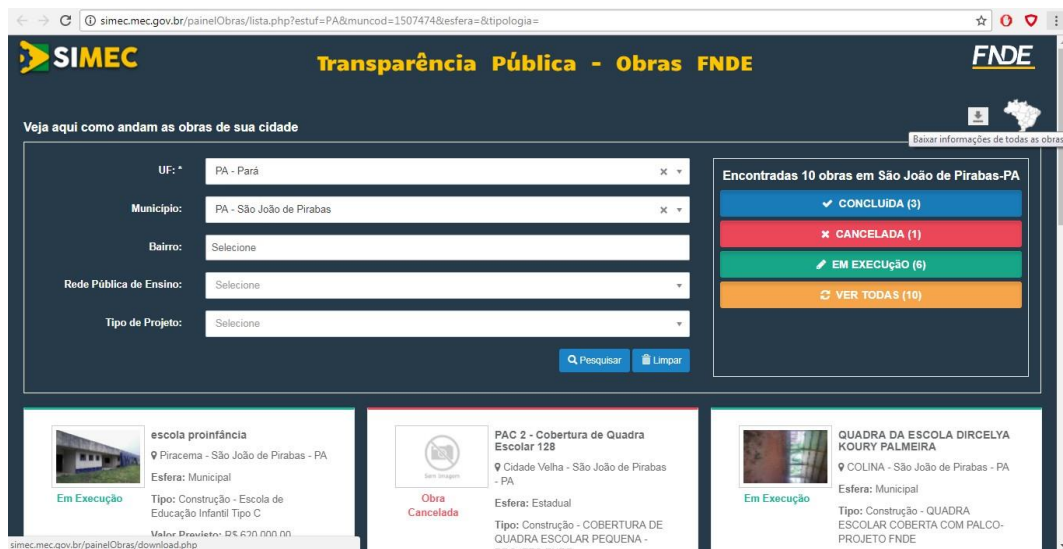 simec.mec.gov.br/painelObras/lista.php?estuf=PA&muncod=1507474&esfera=&tipologia=
SIMEC
Transparência Pública - Obras FNDE
FNDE
Veja aqui como andam as obras de sua cidade
Baixar informações de todas as obras
UF: *
PA - Pará
Município:
PA - São João de Pirabas
Bairro:
Selecione
Rede Pública de Ensino:
Selecione
Tipo de Projeto:
Selecione
Pesquisar
Limpar
Encontradas 10 obras em São João de Pirabas-PA
CONCLUíDA (3)
CANCELADA (1)
EM EXECUçãO (6)
VER TODAS (10)
Em Execução
escola proinfância
Piracema - São João de Pirabas - PA
Esfera: Municipal
Tipo: Construção - Escola de
Educação Infantil Tipo C
Valor Previsto: R$ 620.000,00
Sem Imagem
Obra
Cancelada
PAC 2 - Cobertura de Quadra
Escolar 128
Cidade Velha - São João de Pirabas
- PA
Esfera: Estadual
Tipo: Construção - COBERTURA DE
QUADRA ESCOLAR PEQUENA -
Em Execução
QUADRA DA ESCOLA DIRCELYA
KOURY PALMEIRA
COLINA - São João de Pirabas - PA
Esfera: Municipal
Tipo: Construção - QUADRA
ESCOLAR COBERTA COM PALCO-
PROJETO FNDE
simec.mec.gov.br/painelObras/download.php